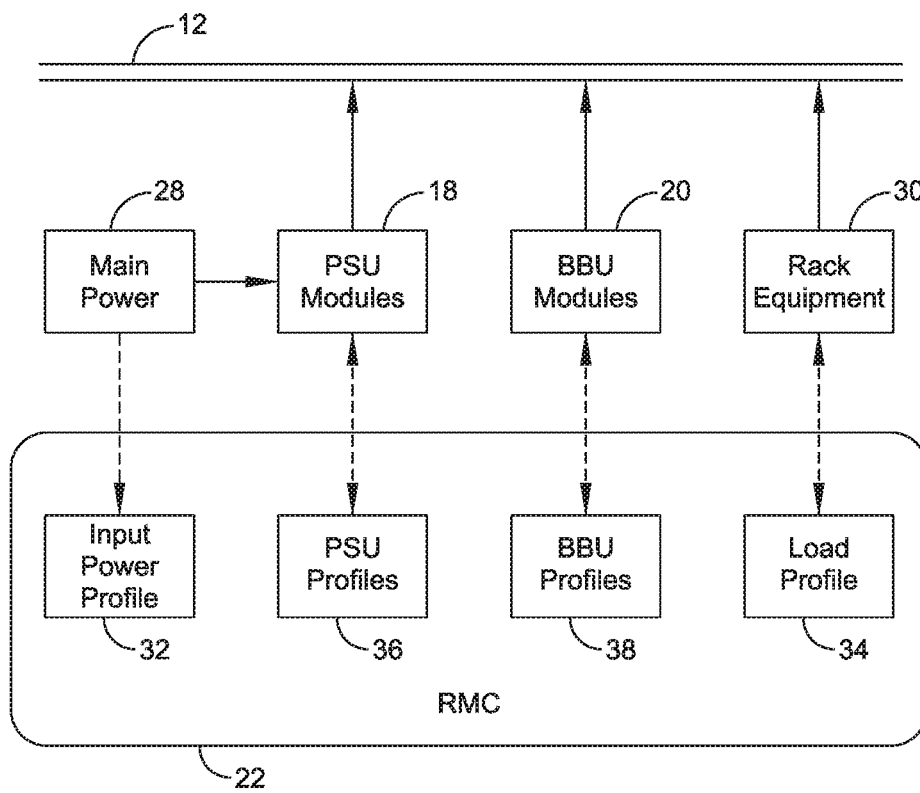 12
28
18
20
30
Main
Power
PSU
Modules
BBU
Modules
Rack
Equipment
Input
Power
Profile
PSU
Profiles
BBU
Profiles
Load
Profile
32
36
38
34
RMC
22